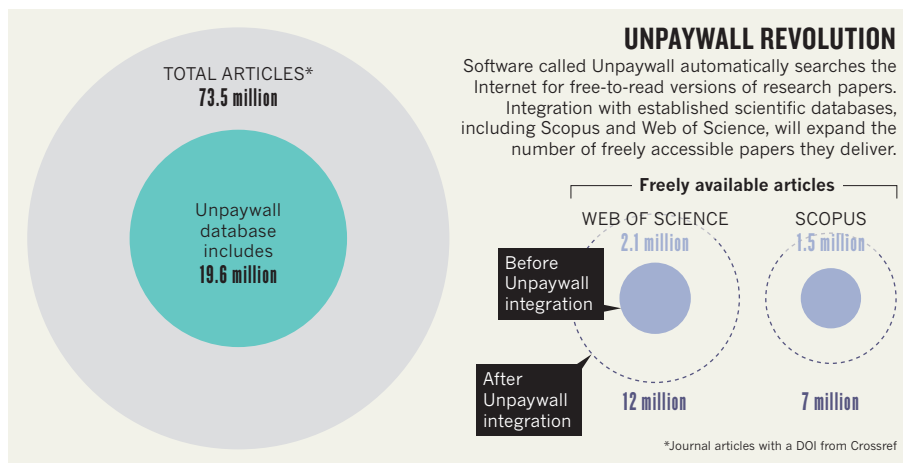 UNPAYWALL REVOLUTION
Software called Unpaywall automatically searches the
Internet for free-to-read versions of research papers.
Integration with established scientific databases,
including Scopus and Web of Science, will expand the
number of freely accessible papers they deliver.
TOTAL ARTICLES*
73.5 million
Unpaywall
database
includes
19.6 million
Freely available articles
WEB OF SCIENCE
2.1 million
SCOPUS
1.5 million
Before
Unpaywall
integration
After
Unpaywall
integration
12 million
7 million
*Journal articles with a DOI from Crossref